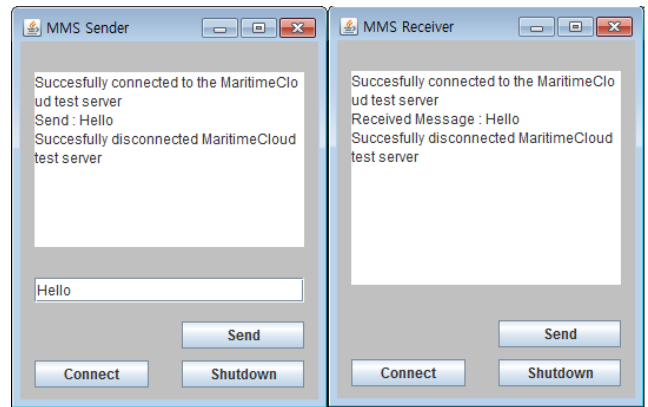 MMS Sender
Succesfully connected to the MaritimeClo
ud test server
Send : Hello
Succesfully disconnected MaritimeCloud
test server
Hello
Send
Connect
Shutdown
MMS Receiver
Succesfully connected to the MaritimeClo
ud test server
Received Message : Hello
Succesfully disconnected MaritimeCloud
test server
Send
Connect
Shutdown